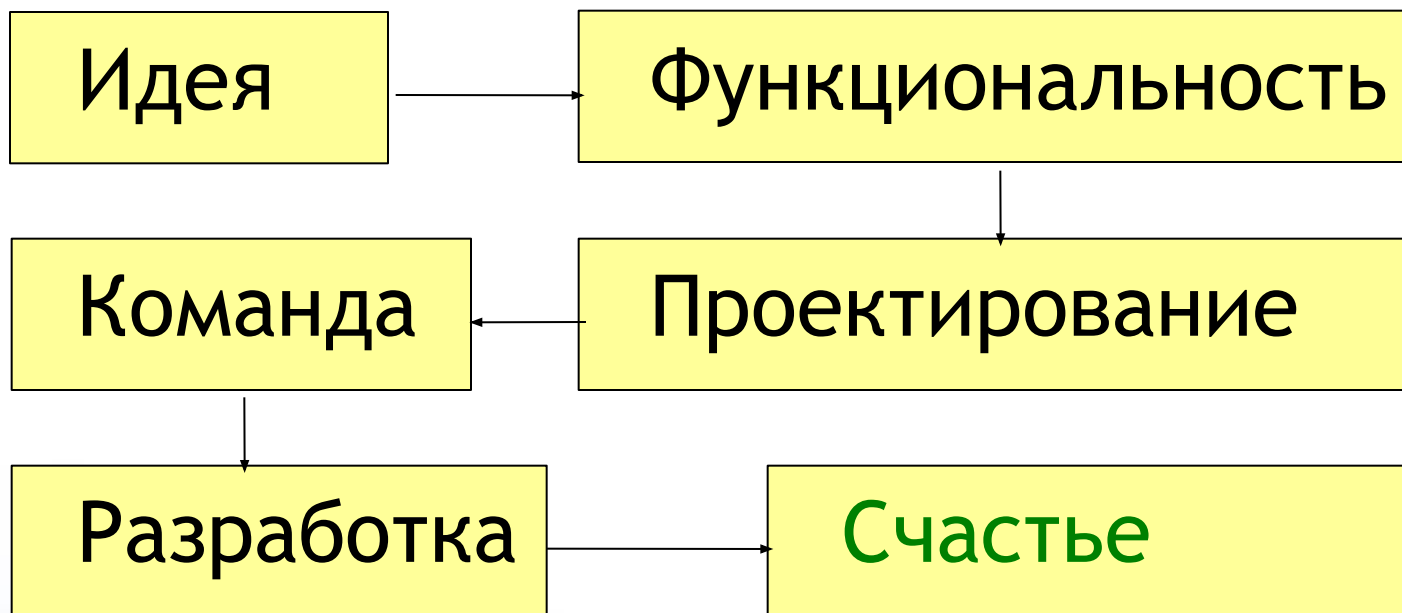 Идея
Функциональность
Команда
Проектирование
Разработка
Счастье